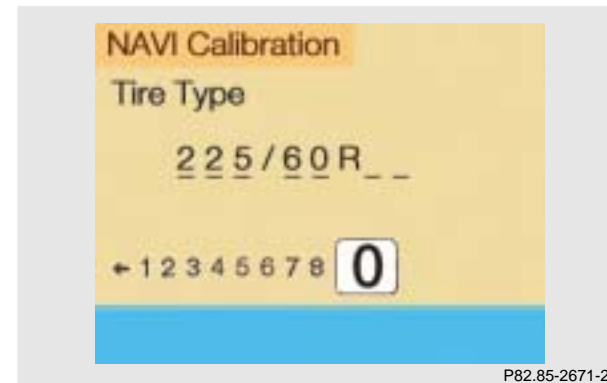 NAVI Calibration
Tire Type
225/60R_ _
←12345678 0
P82.85-2671-2